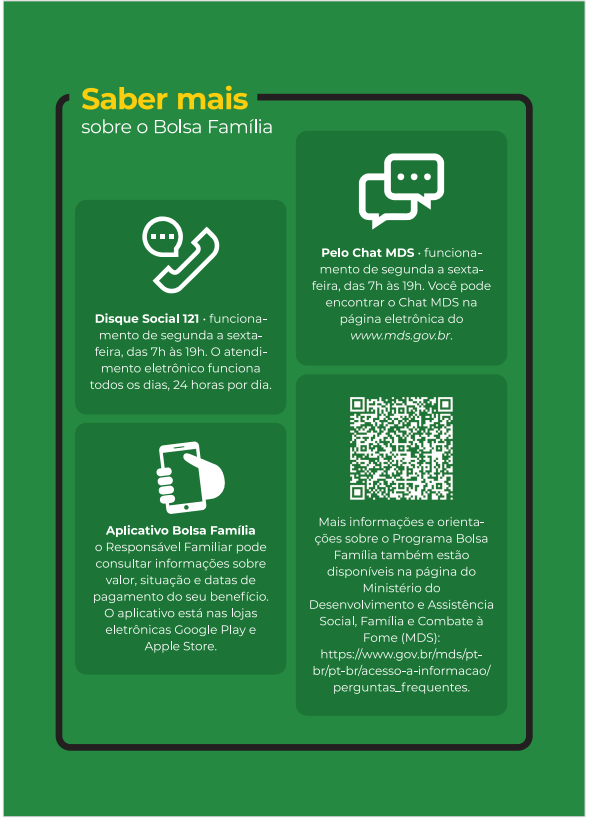 Saber mais
sobre o Bolsa Família
Disque Social 121 · funciona-
mento de segunda a sexta-
feira, das 7h às 19h. O atendi-
mento eletrônico funciona
todos os dias, 24 horas por dia.
Pelo Chat MDS · funciona-
mento de segunda a sexta-
feira, das 7h às 19h. Você pode
encontrar o Chat MDS na
página eletrônica do
www.mds.gov.br.
Aplicativo Bolsa Família
o Responsável Familiar pode
consultar informações sobre
valor, situação e datas de
pagamento do seu benefício.
O aplicativo está nas lojas
eletrônicas Google Play e
Apple Store.
Mais informações e orienta-
ções sobre o Programa Bolsa
Família também estão
disponíveis na página do
Ministério do
Desenvolvimento e Assistência
Social, Família e Combate à
Fome (MDS):
https://www.gov.br/mds/pt-
br/pt-br/acesso-a-informacao/
perguntas_frequentes.